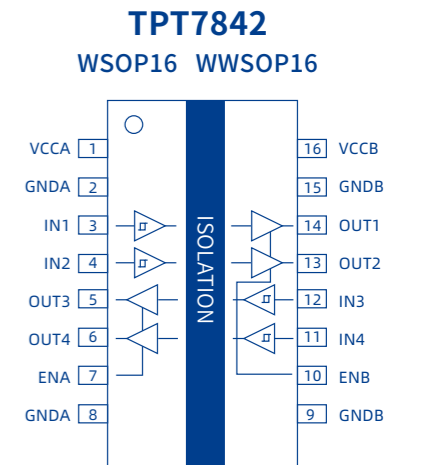 TPT7842
WSOP16 WWSOP16
VCCA 1 16 VCCB
GNDA 2 15 GNDB
IN1 3 14 OUT1
IN2 4 13 OUT2
OUT3 5 12 IN3
OUT4 6 11 IN4
ENA 7 10 ENB
GNDA 8 9 GNDB
ISOLATION